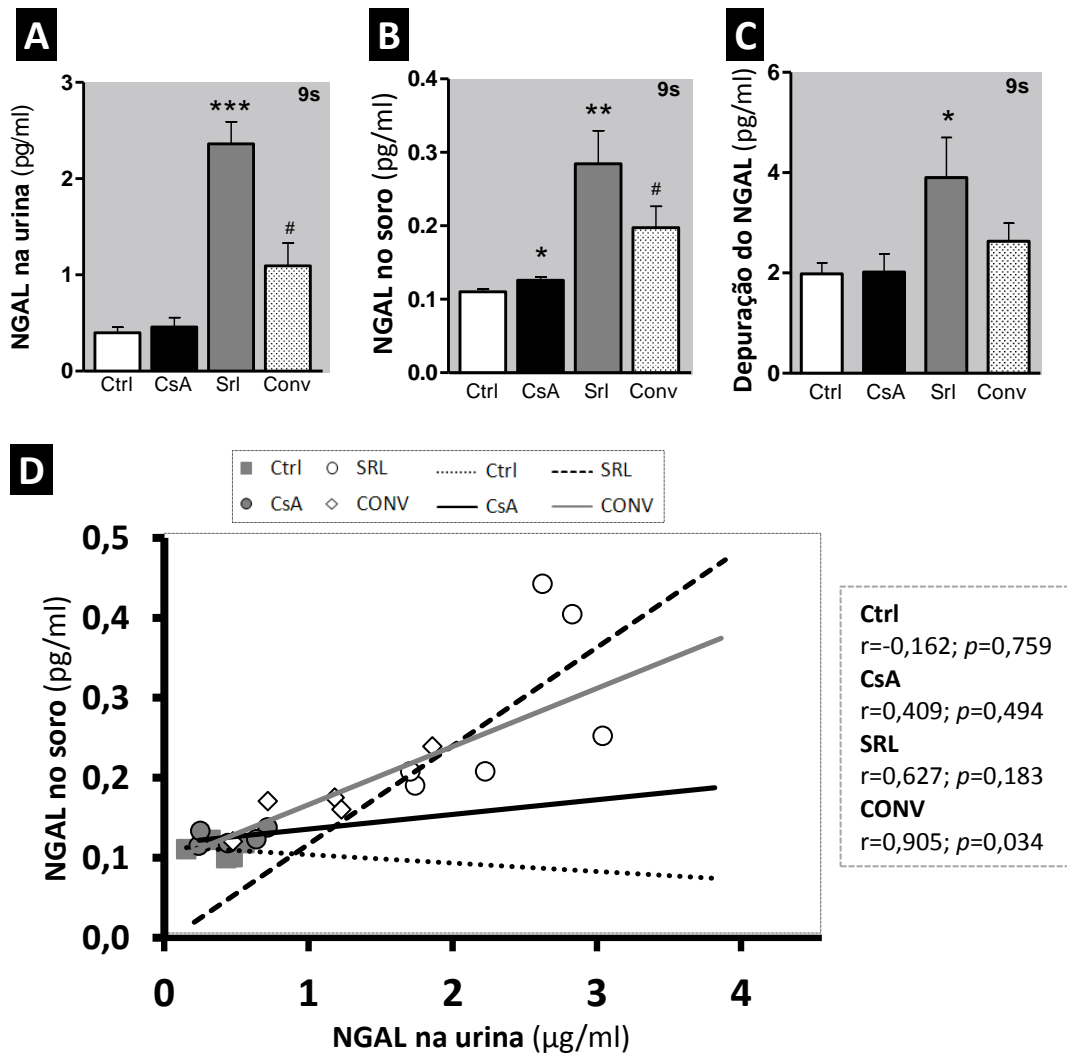 A
B
C
NGAL na urina (pg/ml)
3
2
1
0
9s
***
#
Ctrl CsA Srl Conv
NGAL no soro (pg/ml)
0.4
0.3
0.2
0.1
0.0
9s
*
**
#
Ctrl CsA Srl Conv
Depuração do NGAL (pg/ml)
6
4
2
0
9s
*
Ctrl CsA Srl Conv
D
Ctrl SRL Ctrl SRL
CsA CONV CsA CONV
NGAL no soro (pg/ml)
0,5
0,4
0,3
0,2
0,1
0,0
0 1 2 3 4
NGAL na urina (μg/ml)
Ctrl
r=-0,162; p=0,759
CsA
r=0,409; p=0,494
SRL
r=0,627; p=0,183
CONV
r=0,905; p=0,034